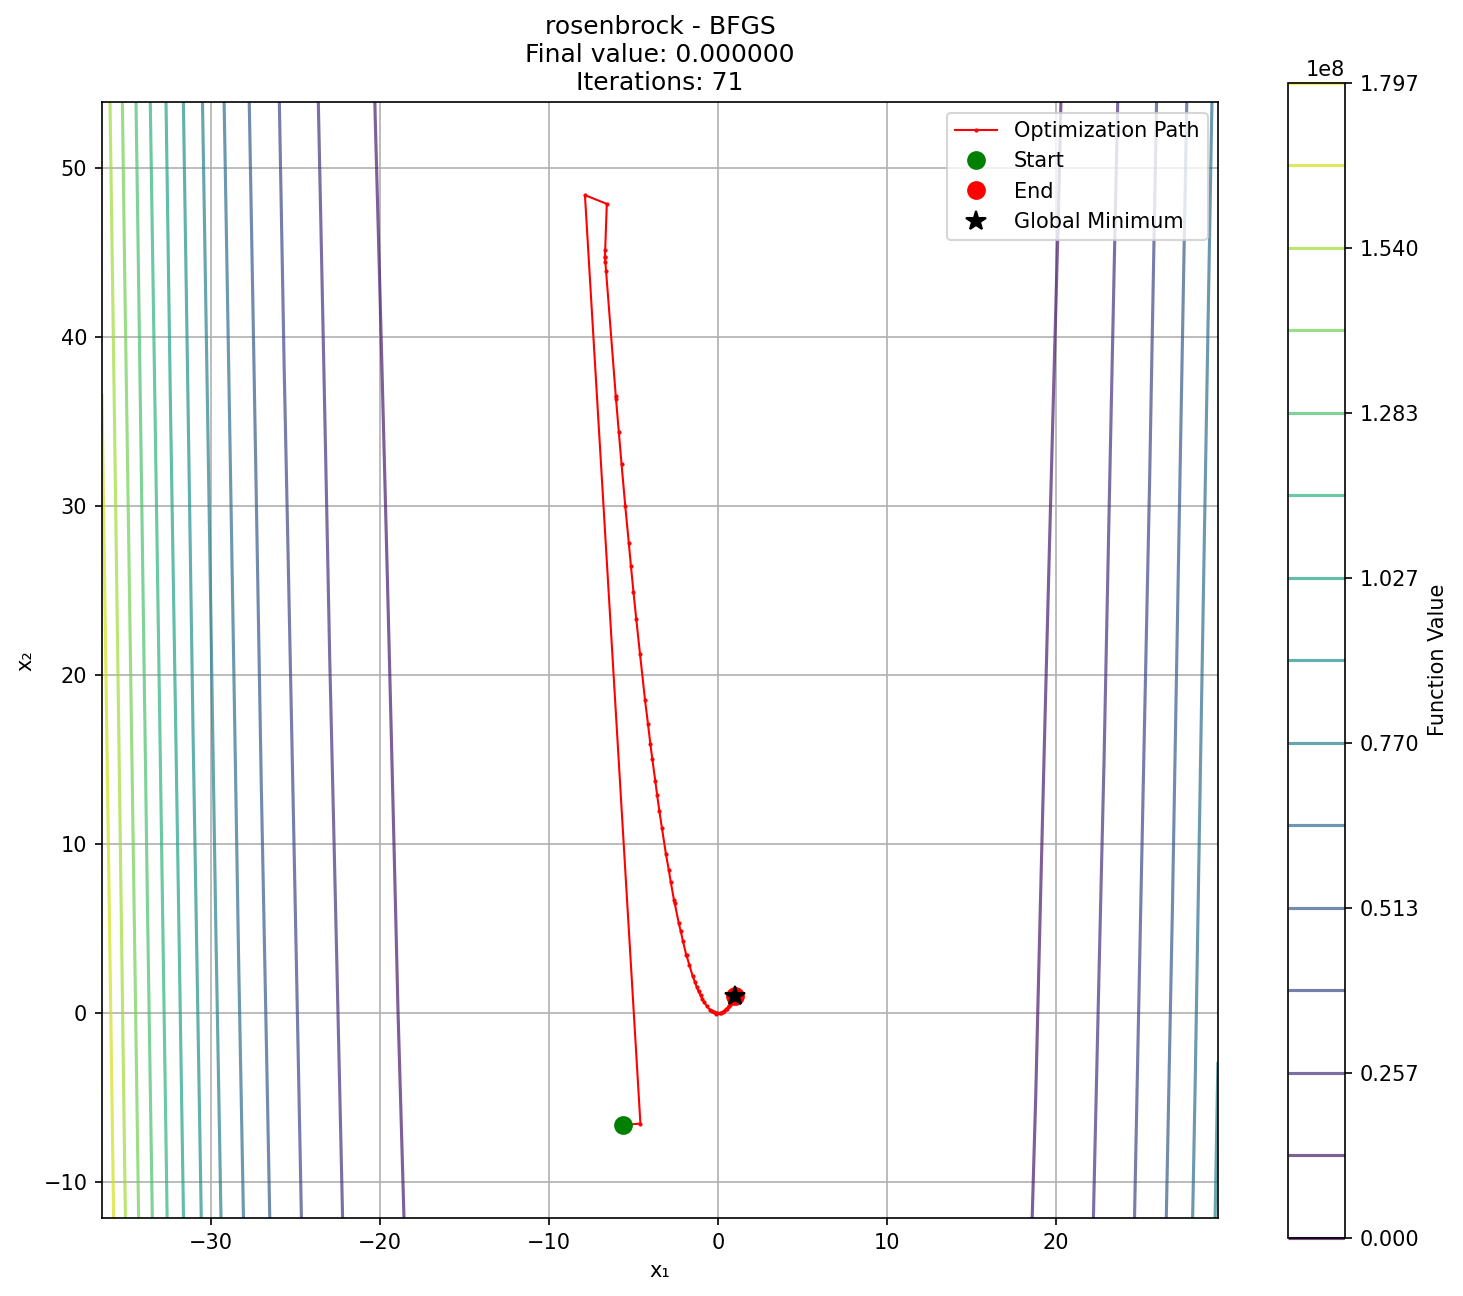 rosenbrock - BFGS
Final value: 0.000000
Iterations: 71
1e8
Optimization Path
Start
End
Global Minimum
50
40
30
20
10
0
−10
x₂
−30
−20
−10
0
10
20
x₁
1.797
1.540
1.283
1.027
0.770
0.513
0.257
0.000
Function Value